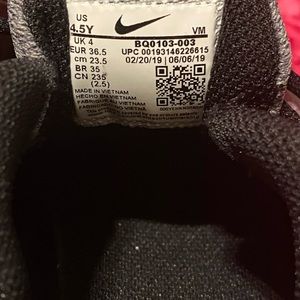 US VM
4.5Y BQ0103-003
UK 4 UPC 00193146226615
EUR 36.5 02/20/19 | 06/06/19
cm 23.5
BR 35
CN 235
(2.5)
MADE IN VIETNAM
HECHO EN VIETNAM
FABRIQUÉ AU VIETNAM
FABRICADO NO VIETNAM